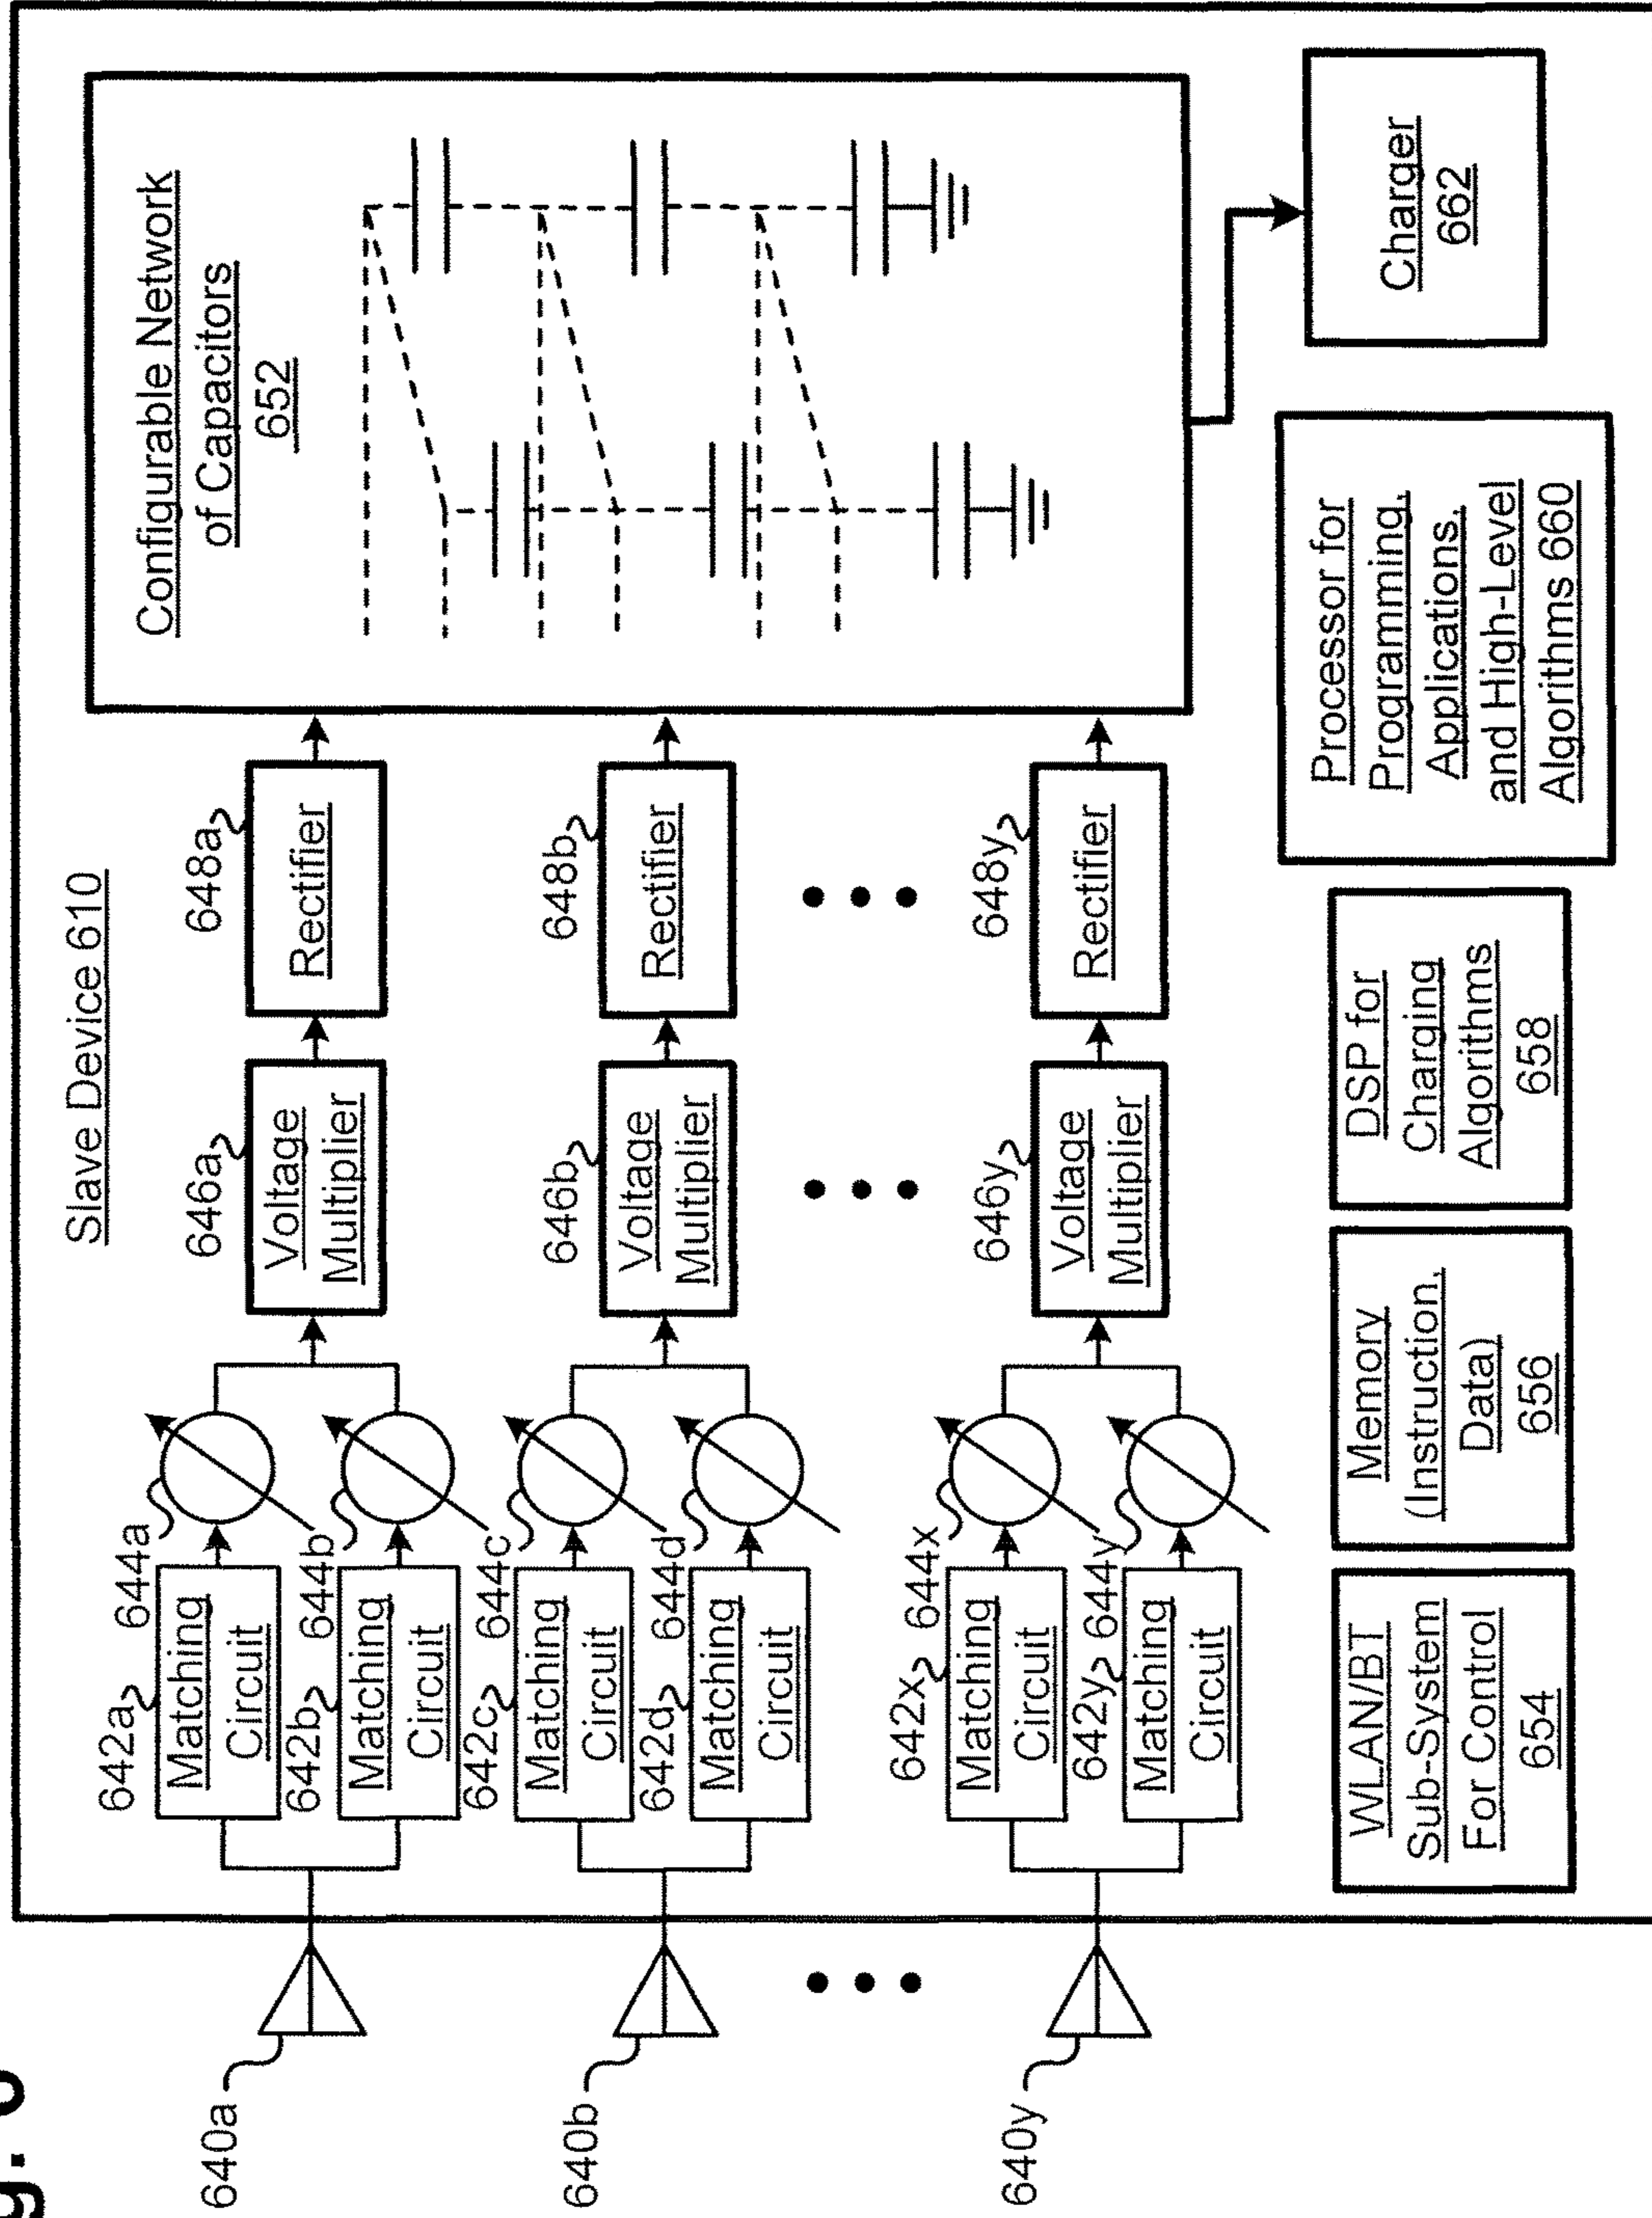 g. 6
Slave Device 610
640a
640b
640y
642a
Matching
Circuit
644a
642b
Matching
Circuit
644b
642c
Matching
Circuit
644c
642d
Matching
Circuit
644d
642x
Matching
Circuit
644x
642y
Matching
Circuit
644y
646a
Voltage
Multiplier
646b
Voltage
Multiplier
646y
Voltage
Multiplier
648a
Rectifier
648b
Rectifier
648y
Rectifier
Configurable Network
of Capacitors
652
WLAN/BT
Sub-System
For Control
654
Memory
(Instruction,
Data)
656
DSP for
Charging
Algorithms
658
Processor for
Programming,
Applications,
and High-Level
Algorithms 660
Charger
662